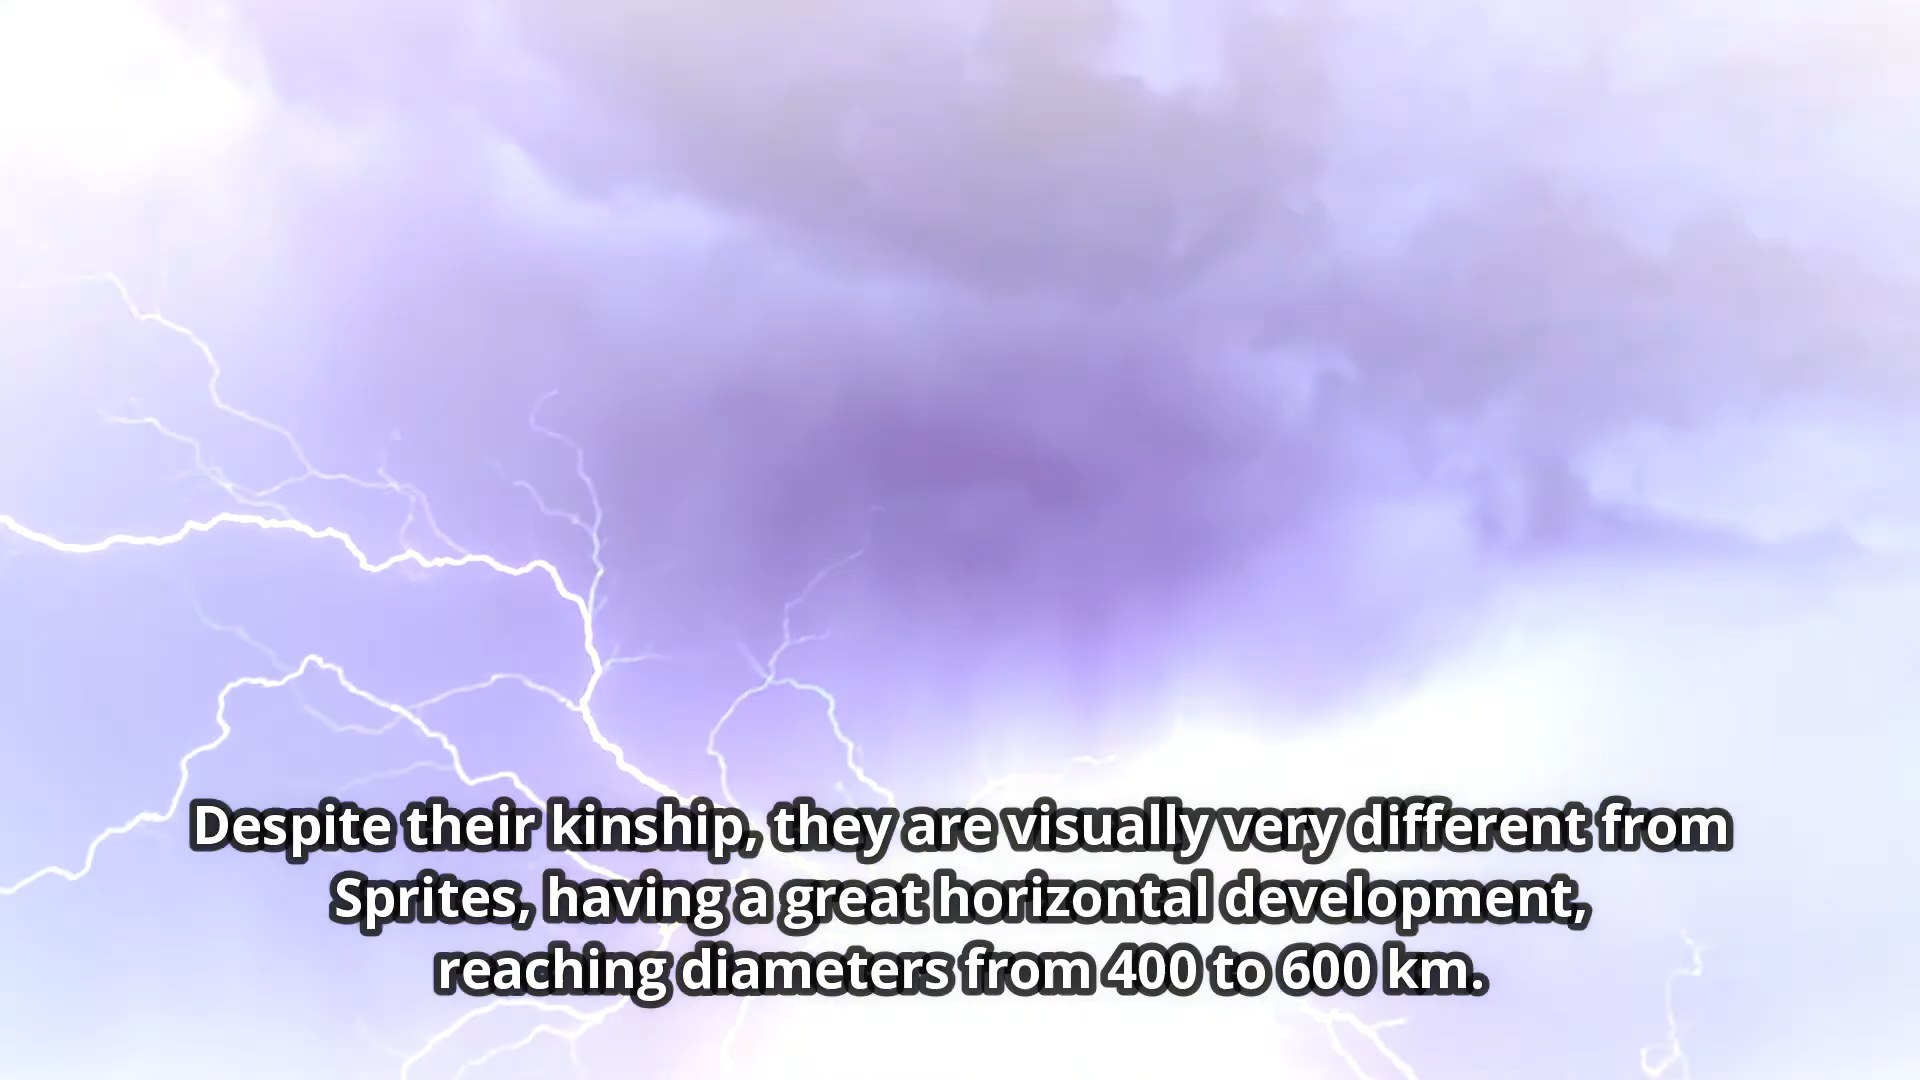 Despite their kinship, they are visually very different from
Sprites, having a great horizontal development,
reaching diameters from 400 to 600 km.